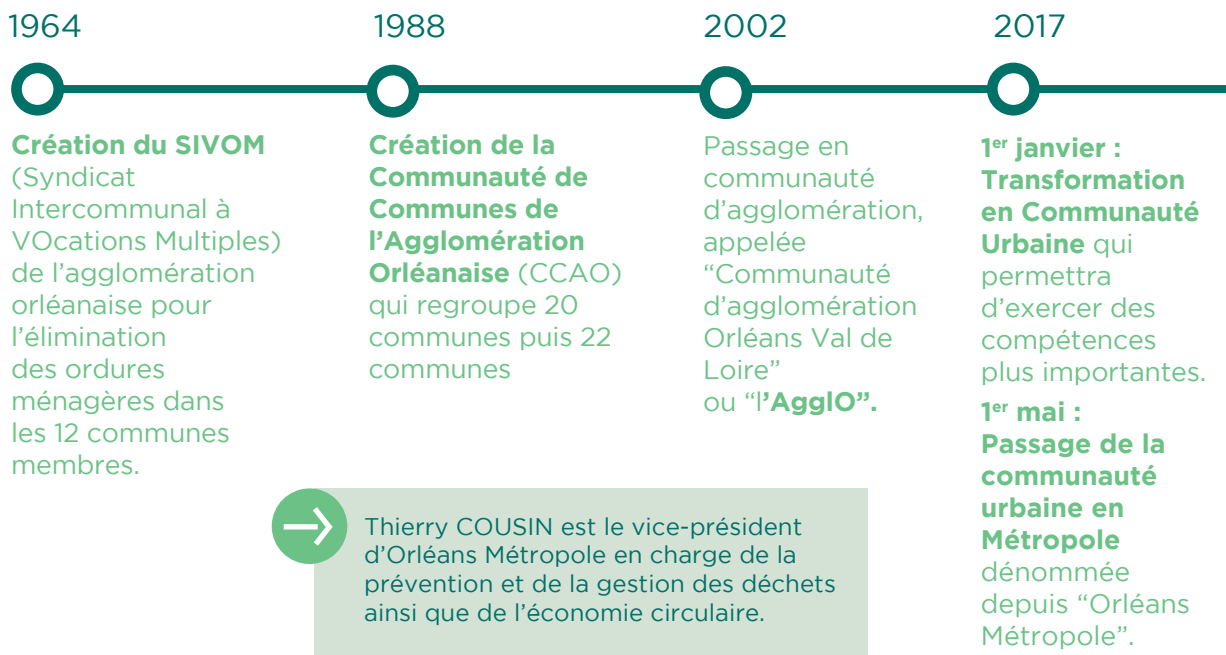 1964
Création du SIVOM
(Syndicat
Intercommunal à
VOcations Multiples)
de l’agglomération
orléanaise pour
l’élimination
des ordures
ménagères dans
les 12 communes
membres.
1988
Création de la
Communauté de
Communes de
l’Agglomération
Orléanaise (CCAO)
qui regroupe 20
communes puis 22
communes
2002
Passage en
communauté
d’agglomération,
appelée
“Communauté
d’agglomération
Orléans Val de
Loire”
ou “l’AgglO”.
2017
1er janvier :
Transformation
en Communauté
Urbaine qui
permettra
d’exercer des
compétences
plus importantes.
1er mai :
Passage de la
communauté
urbaine en
Métropole
dénommée
depuis “Orléans
Métropole”.
Thierry COUSIN est le vice-président
d’Orléans Métropole en charge de la
prévention et de la gestion des déchets
ainsi que de l’économie circulaire.